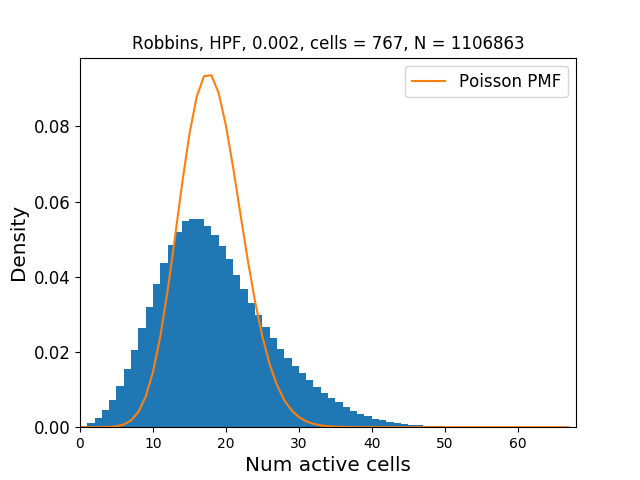 Robbins, HPF, 0.002, cells = 767, N = 1106863
Poisson PMF
Density
0.08
0.06
0.04
0.02
0.00
0 10 20 30 40 50 60
Num active cells